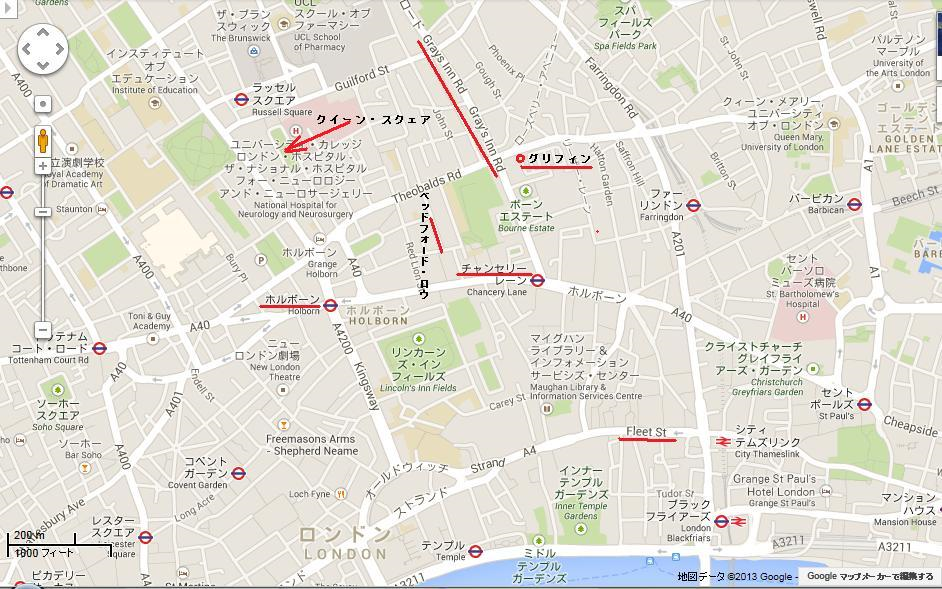 Gardens
ザ・ブラン
スウィック
The Brunswick
UCL
スクール・オブ
ファーマシー
UCL School
of Pharmacy
ロード
Grays Inn Rd
Gough St
Phoenix Pl
スパ
フィールズ
パーク
Spa Fields Park
Farringdon Rd
St. John St
パルテノン
マーブル
University of
the Arts London
インスティテュート
オブ
エデュケーション
Institute of Education
A400
Guilford St
ラッセル
スクエア
Russell Square
クイーン・スクェア
John St
Gray's Inn Rd
ローズベリーアベニュー
クィーン・メアリー,
ユニバーシティ・
オブ・ロンドン
Queen Mary,
University
of London
ゴールデン
エステート
GOLDEN
LANE ESTATE
ユニバーシティ・カレッジ
ロンドン・ホスピタル・
ザ・ナショナル・ホスピタル
フォー・ニューロロジー
アンド・ニューロサージェリー
National Hospital for
Neurology and Neurosurgery
グリフィン
Hatton Garden
Saffron Hill
Britton St
A1
立演劇学校
of Dramatic Art
Theobalds Rd
Staunton
ボーン
エステート
Bourne Estate
ファー
リンドン
Farringdon
バービカン
Barbican
Beech St
ベッドフォード・ロウ
Red Lion
A201
ホルボーン
Grange
Holborn
A40
Bury Pl
チャンセリー
レーン
Chancery Lane
ホルボーン
A40
セント
バーソロ
ミューズ病院
St. Bartholomew's
Hospital
A1
ホルボーン
Holborn
ホルボーン
HOLBORN
Toni & Guy
Academy
A40
コート・ロード
Tottenham Court Rd
A40
ニュー
ロンドン劇場
New London
Theatre
A4200
Kingsway
リンカーン
ズ・イン
フィールズ
Lincoln's Inn Fields
マイグハン
ライブラリー&
インフォメーション
サービシズ・センター
Maughan Library &
Information Services Centre
クライストチャーチ
グレイフライ
アーズ・ガーデン
Christchurch
Greyfriars Garden
ソーホー
スクエア
Soho Square
Endell St
A401
Carey St
セント
ポールズ
St Paul's
Cheapside
ソーホー
Bar Soho
A400
Freemasons Arms
- Shepherd Neame
Fleet St
シティ
テムズリンク
City Thameslink
コベント
ガーデン
Covent Garden
Long Acre
オールドウィッチ
Strand
A4
ストランド
Loch Fyne
インナー
テンプル
ガーデンズ
Inner Temple
Gardens
Tudor St
Grange St Paul's
Hotel London
ブラック
フライアーズ
London
Blackfriars
マンション
ハウス
Mansion House
レスター
スクエア
200 m
1000 フィート
ロンドン
LONDON
テンプル
Temple
ミドル
テンプル
ガーデンズ
A3211
A3211
A3211
ピカデリー
St Martin's
地図データ ©2013 Google -
Google マップメーカーで編集する